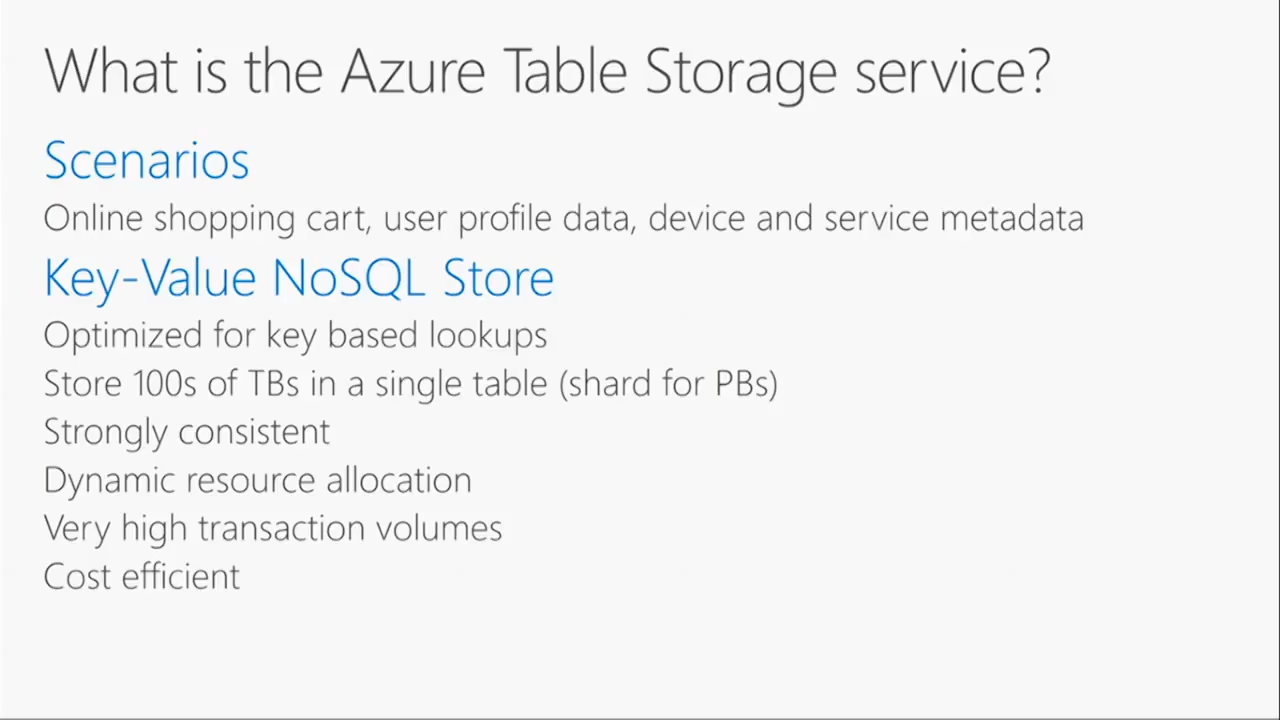 What is the Azure Table Storage service?
Scenarios
Online shopping cart, user profile data, device and service metadata
Key-Value NoSQL Store
Optimized for key based lookups
Store 100s of TBs in a single table (shard for PBs)
Strongly consistent
Dynamic resource allocation
Very high transaction volumes
Cost efficient